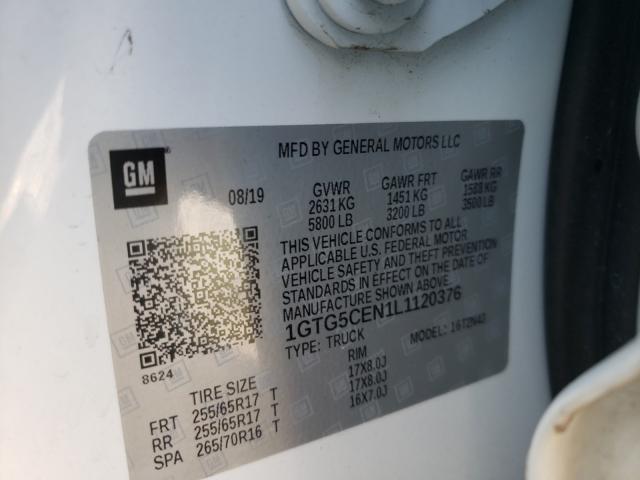 MFD BY GENERAL MOTORS LLC
GM
08/19
GVWR GAWR FRT GAWR RR
2631 KG 1451 KG 1588 KG
5800 LB 3200 LB 3500 LB
THIS VEHICLE CONFORMS TO ALL
APPLICABLE U.S. FEDERAL MOTOR
VEHICLE SAFETY AND THEFT PREVENTION
STANDARDS IN EFFECT ON THE DATE OF
MANUFACTURE SHOWN ABOVE.
1GTG5CEN1L1120376
TYPE: TRUCK MODEL: 16T2N43
8624
TIRE SIZE RIM
FRT 255/65R17 T 17X8.0J
RR 255/65R17 T 17X8.0J
SPA 265/70R16 T 16X7.0J